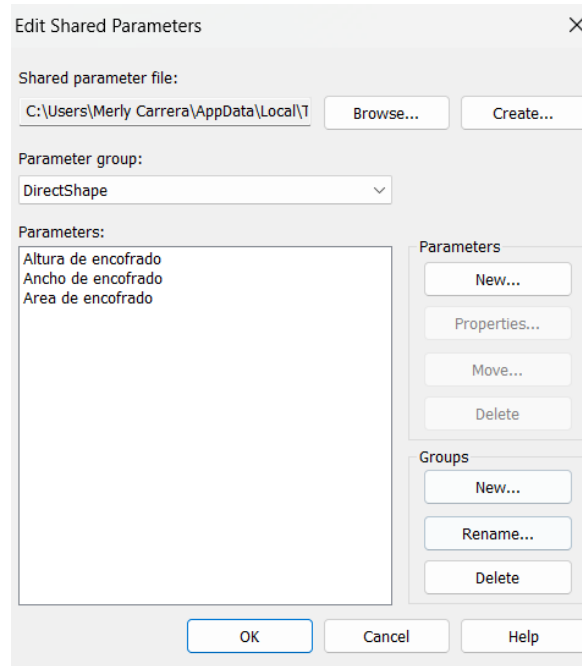 Edit Shared Parameters
Shared parameter file:
C:\Users\Merly Carrera\AppData\Local\T
Browse...
Create...
Parameter group:
DirectShape
Parameters:
Altura de encofrado
Ancho de encofrado
Area de encofrado
Parameters
New...
Properties...
Move...
Delete
Groups
New...
Rename...
Delete
OK
Cancel
Help